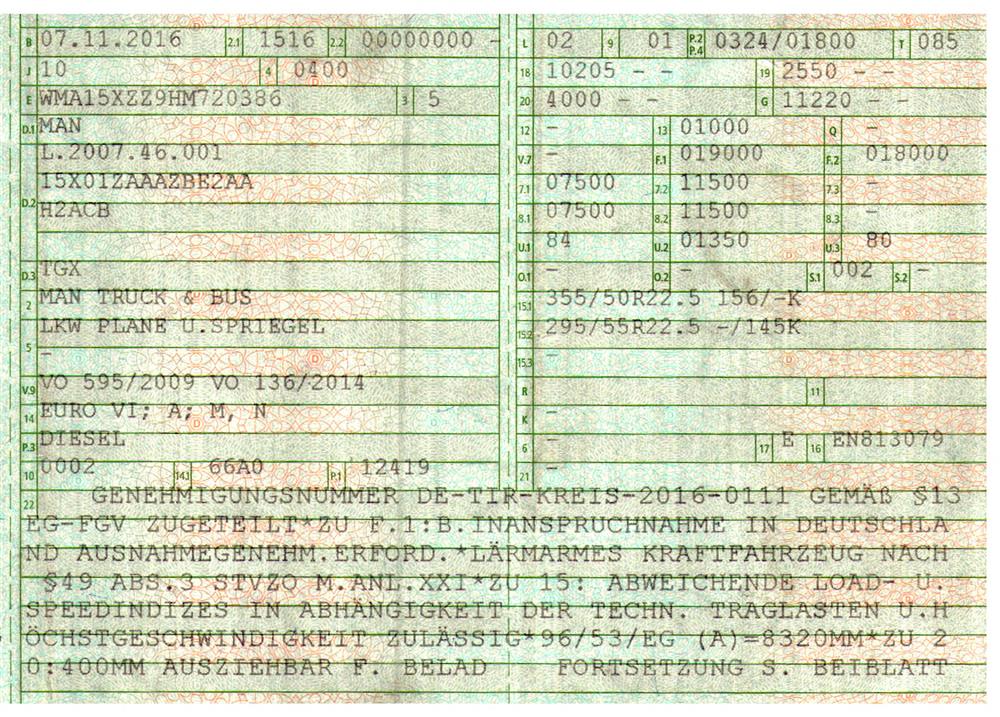 B 07.11.2016 2.1 1516 2.2 00000000 - L 02 9 01 P.2 P.4 0324/01800 T 085
J 10 4 0400 18 10205 - - 19 2550 - -
E WMA15XZZ9HM720386 3 5 20 4000 - - G 11220 - -
D.1 MAN 12 - 13 01000 Q -
L.2007.46.001 V.7 - F.1 019000 F.2 018000
D.2 15X01ZAAAZBE2AA 7.1 07500 7.2 11500 7.3 -
H2ACB 8.1 07500 8.2 11500 8.3 -
U.1 84 U.2 01350 U.3 80
D.3 TGX O.1 - O.2 - S.1 002 S.2 -
2 MAN TRUCK & BUS 15.1 355/50R22.5 156/-K
LKW PLANE U.SPRIEGEL 15.2 295/55R22.5 -/145K
5 - 15.3 -
V.9 VO 595/2009 VO 136/2014 R 11
14 EURO VI; A; M, N K -
P.3 DIESEL 6 - 17 E 16 EN813079
10 0002 14.1 66A0 P.1 12419 21 -
22 GENEHMIGUNGSNUMMER DE-TIR-KREIS-2016-0111 GEMÄß §13
EG-FGV ZUGETEILT*ZU F.1:B.INANSPRUCHNAHME IN DEUTSCHLA
ND AUSNAHMEGENEHM.ERFORD.*LÄRMARMES KRAFTFAHRZEUG NACH
§49 ABS.3 STVZO M.ANL.XXI*ZU 15: ABWEICHENDE LOAD- U.
SPEEDINDIZES IN ABHÄNGIGKEIT DER TECHN. TRAGLASTEN U.H
ÖCHSTGESCHWINDIGKEIT ZULÄSSIG*96/53/EG (A)=8320MM*ZU 2
0:400MM AUSZIEHBAR F. BELAD FORTSETZUNG S. BEIBLATT